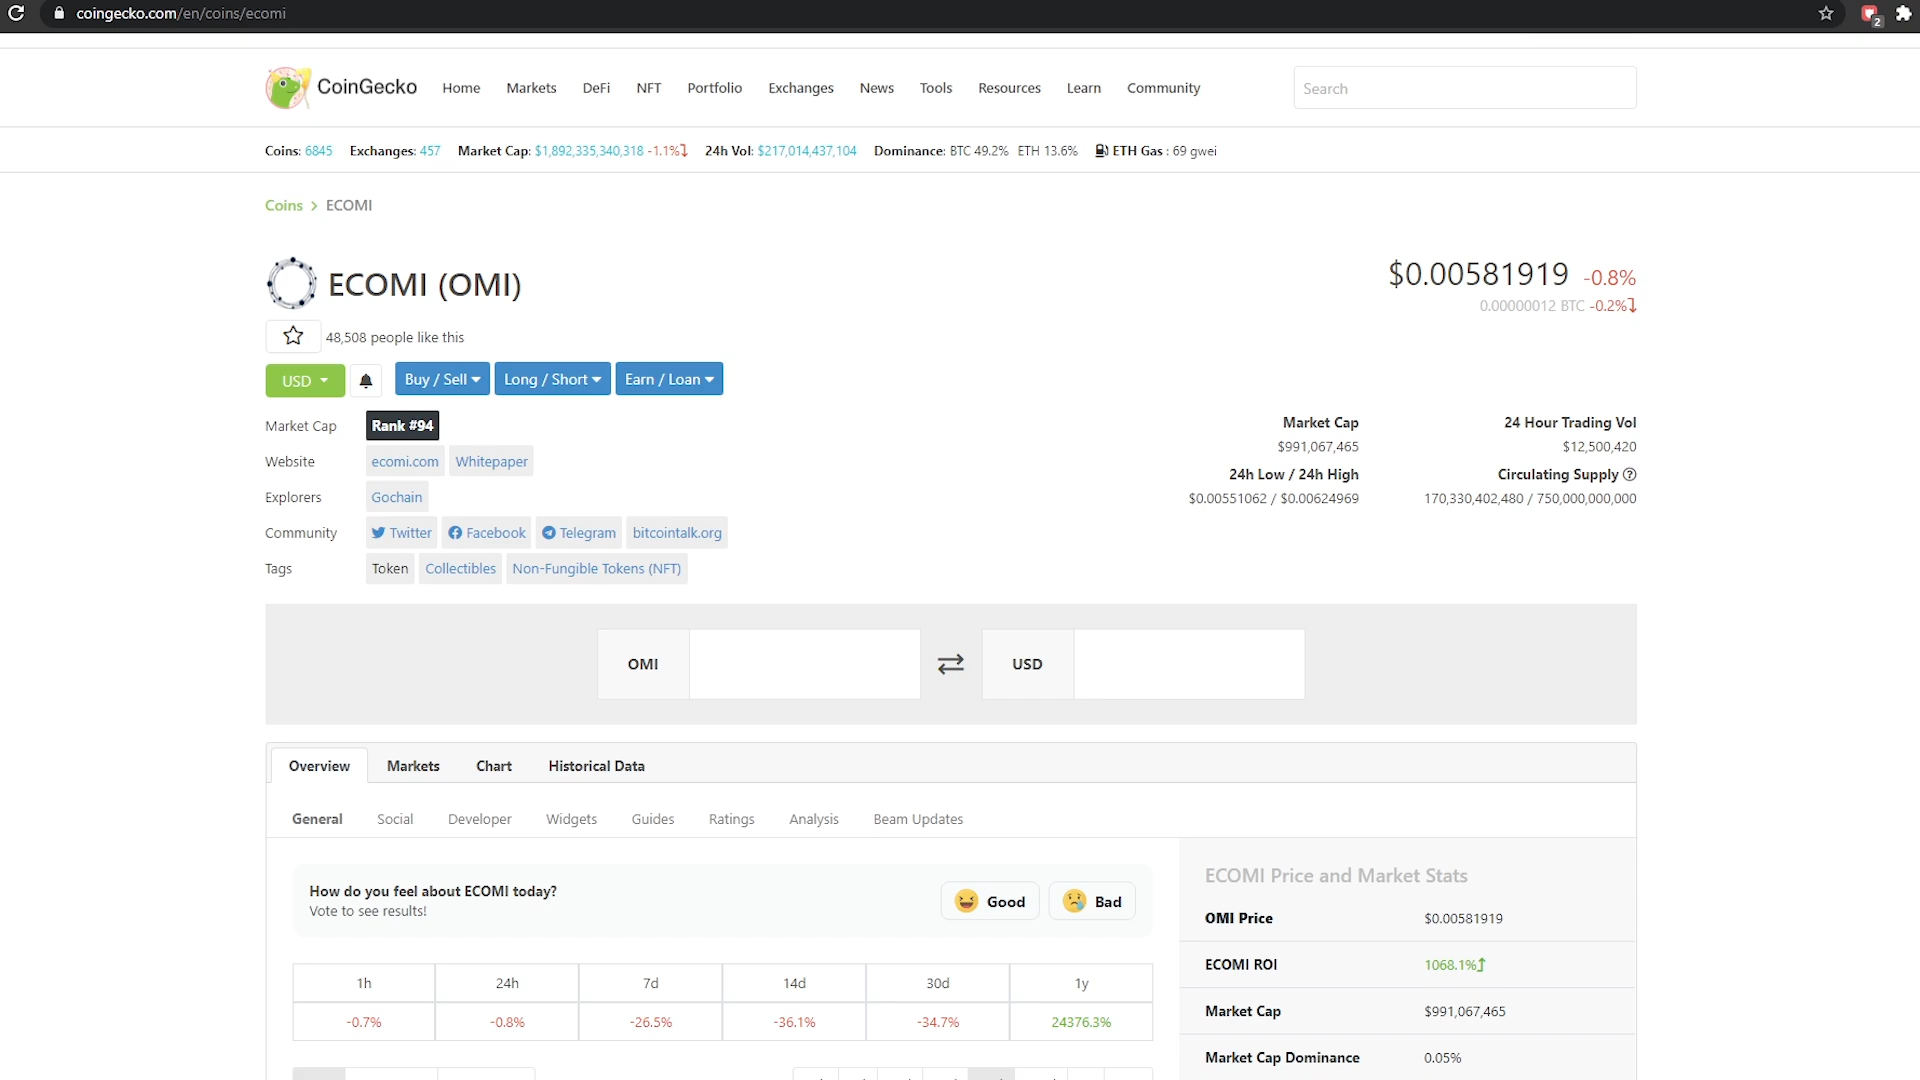 coingecko.com/en/coins/ecomi
2
CoinGecko Home Markets DeFi NFT Portfolio Exchanges News Tools Resources Learn Community Search
Coins: 6845 Exchanges: 457 Market Cap: $1,892,335,340,318 -1.1% 24h Vol: $217,014,437,104 Dominance: BTC 49.2% ETH 13.6% ETH Gas : 69 gwei
Coins > ECOMI
ECOMI (OMI)
$0.00581919 -0.8%
0.00000012 BTC -0.2%
48,508 people like this
USD Buy / Sell Long / Short Earn / Loan
Market Cap Rank #94
Website ecomi.com Whitepaper
Explorers Gochain
Community Twitter Facebook Telegram bitcointalk.org
Tags Token Collectibles Non-Fungible Tokens (NFT)
Market Cap 24 Hour Trading Vol
$991,067,465 $12,500,420
24h Low / 24h High Circulating Supply ?
$0.00551062 / $0.00624969 170,330,402,480 / 750,000,000,000
OMI USD
Overview Markets Chart Historical Data
General Social Developer Widgets Guides Ratings Analysis Beam Updates
How do you feel about ECOMI today?
Vote to see results!
Good Bad
1h 24h 7d 14d 30d 1y
-0.7% -0.8% -26.5% -36.1% -34.7% 24376.3%
ECOMI Price and Market Stats
OMI Price $0.00581919
ECOMI ROI 1068.1%
Market Cap $991,067,465
Market Cap Dominance 0.05%